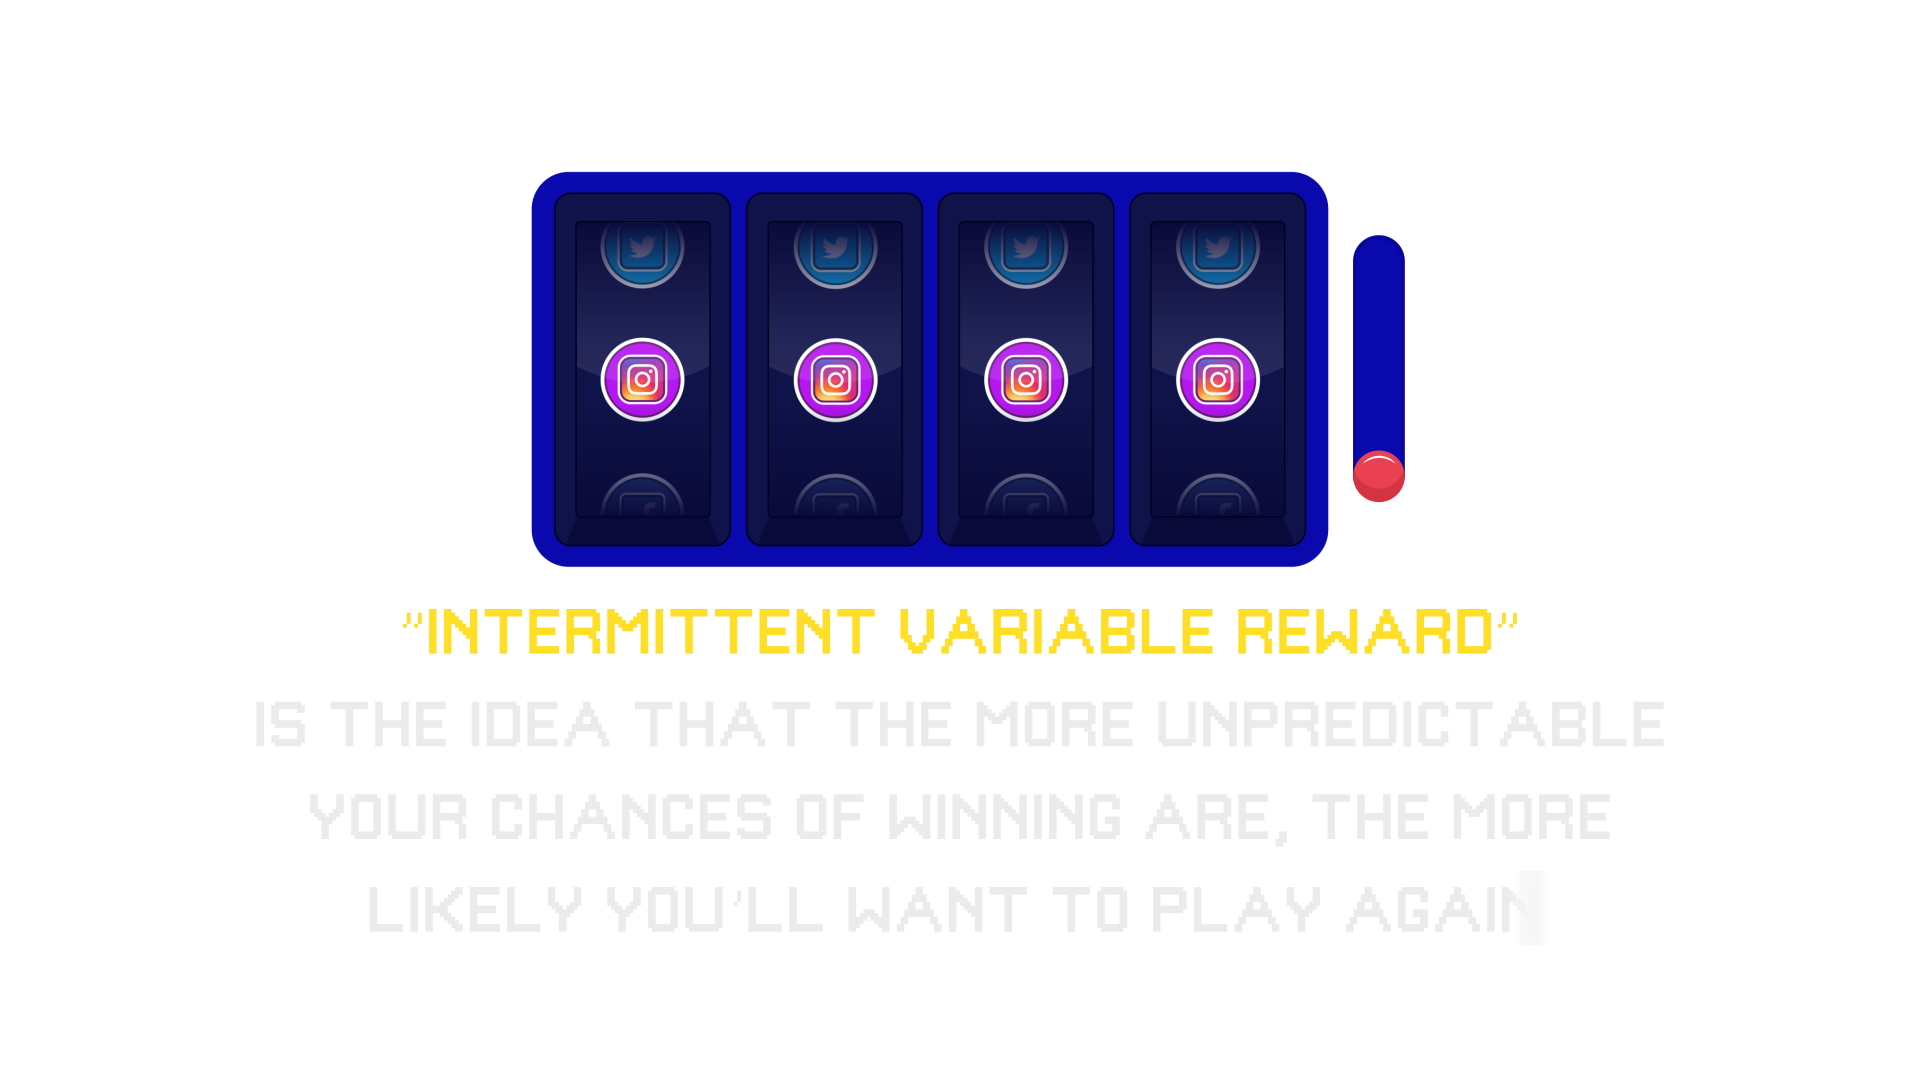 "INTERMITTENT VARIABLE REWARD"
IS THE IDEA THAT THE MORE UNPREDICTABLE
YOUR CHANCES OF WINNING ARE, THE MORE
LIKELY YOU'LL WANT TO PLAY AGAIN